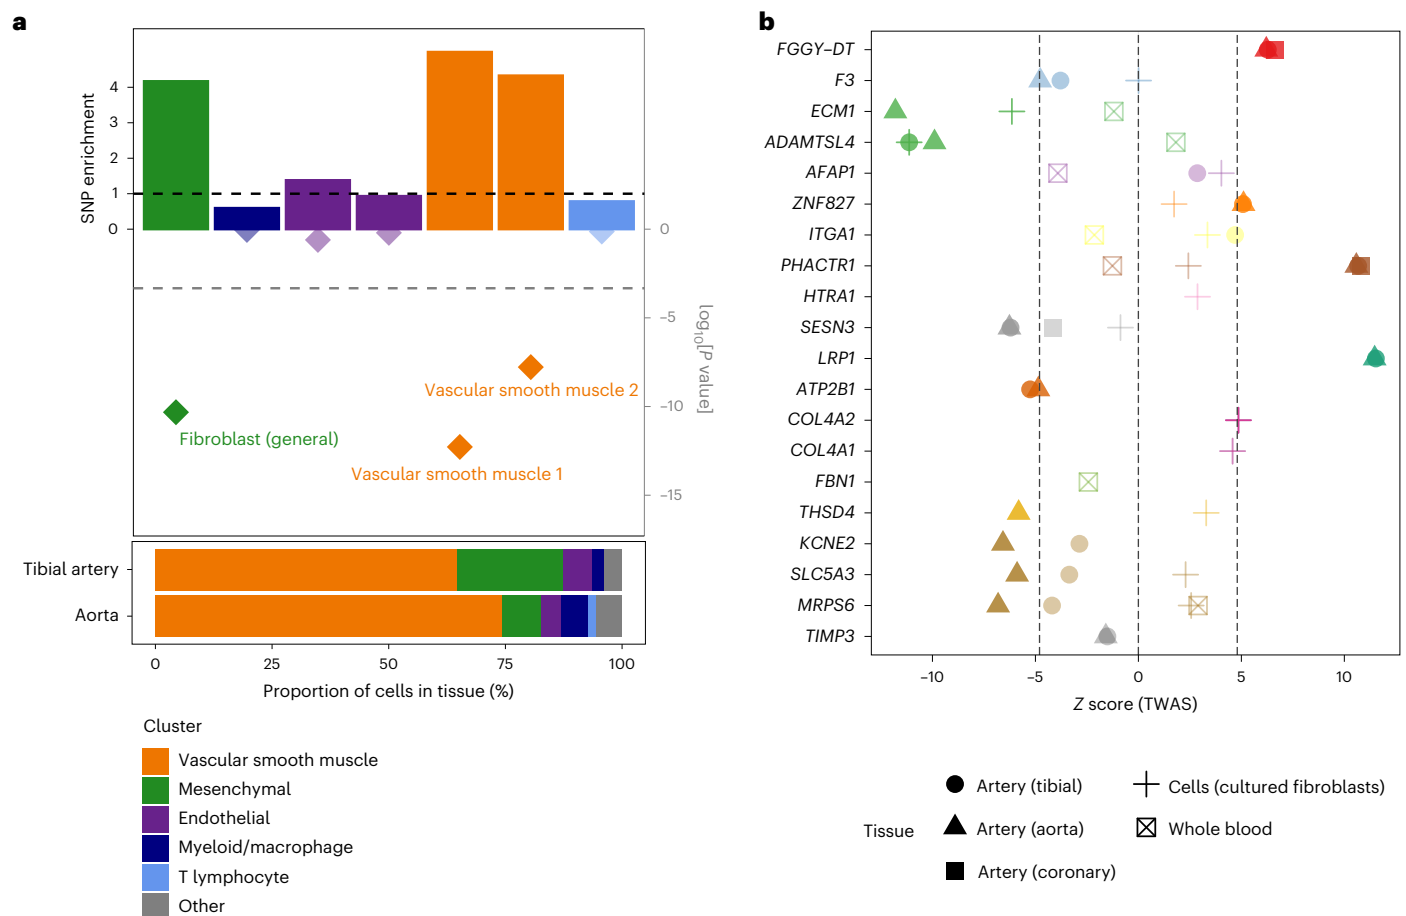 a
SNP enrichment
4
3
2
1
0
0
−5
−10
−15
log10[P value]
Vascular smooth muscle 2
Fibroblast (general)
Vascular smooth muscle 1
Tibial artery
Aorta
0
25
50
75
100
Proportion of cells in tissue (%)
Cluster
Vascular smooth muscle
Mesenchymal
Endothelial
Myeloid/macrophage
T lymphocyte
Other
b
FGGY–DT
F3
ECM1
ADAMTSL4
AFAP1
ZNF827
ITGA1
PHACTR1
HTRA1
SESN3
LRP1
ATP2B1
COL4A2
COL4A1
FBN1
THSD4
KCNE2
SLC5A3
MRPS6
TIMP3
−10
−5
0
5
10
Z score (TWAS)
Tissue
Artery (tibial)
Artery (aorta)
Artery (coronary)
Cells (cultured fibroblasts)
Whole blood